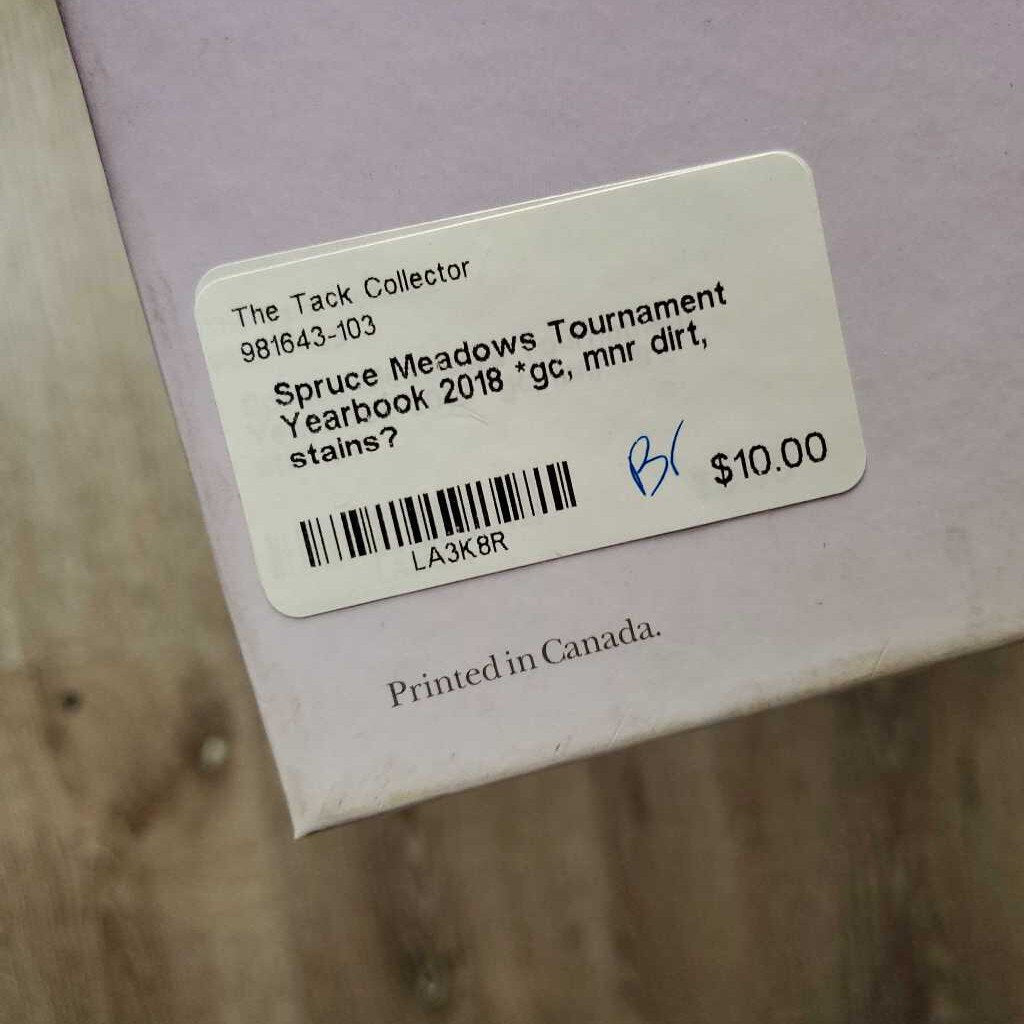 The Tack Collector
981643-103
Spruce Meadows Tournament
Yearbook 2018 *gc, mnr dirt,
stains?
$10.00
LA3K8R
Printed in Canada.